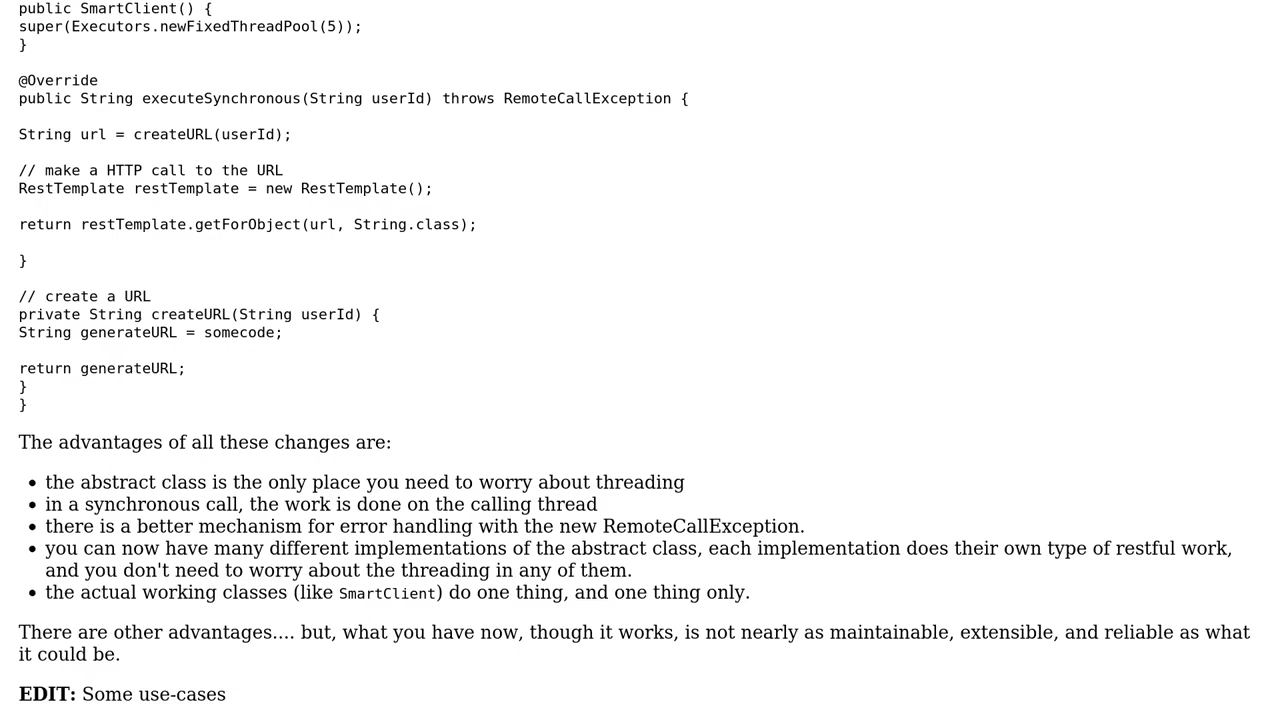 public SmartClient() {
super(Executors.newFixedThreadPool(5));
}
@Override
public String executeSynchronous(String userId) throws RemoteCallException {
String url = createURL(userId);
// make a HTTP call to the URL
RestTemplate restTemplate = new RestTemplate();
return restTemplate.getForObject(url, String.class);
}
// create a URL
private String createURL(String userId) {
String generateURL = somecode;
return generateURL;
}
}
The advantages of all these changes are:
• the abstract class is the only place you need to worry about threading
• in a synchronous call, the work is done on the calling thread
• there is a better mechanism for error handling with the new RemoteCallException.
• you can now have many different implementations of the abstract class, each implementation does their own type of restful work,
and you don't need to worry about the threading in any of them.
• the actual working classes (like SmartClient) do one thing, and one thing only.
There are other advantages.... but, what you have now, though it works, is not nearly as maintainable, extensible, and reliable as what
it could be.
EDIT: Some use-cases